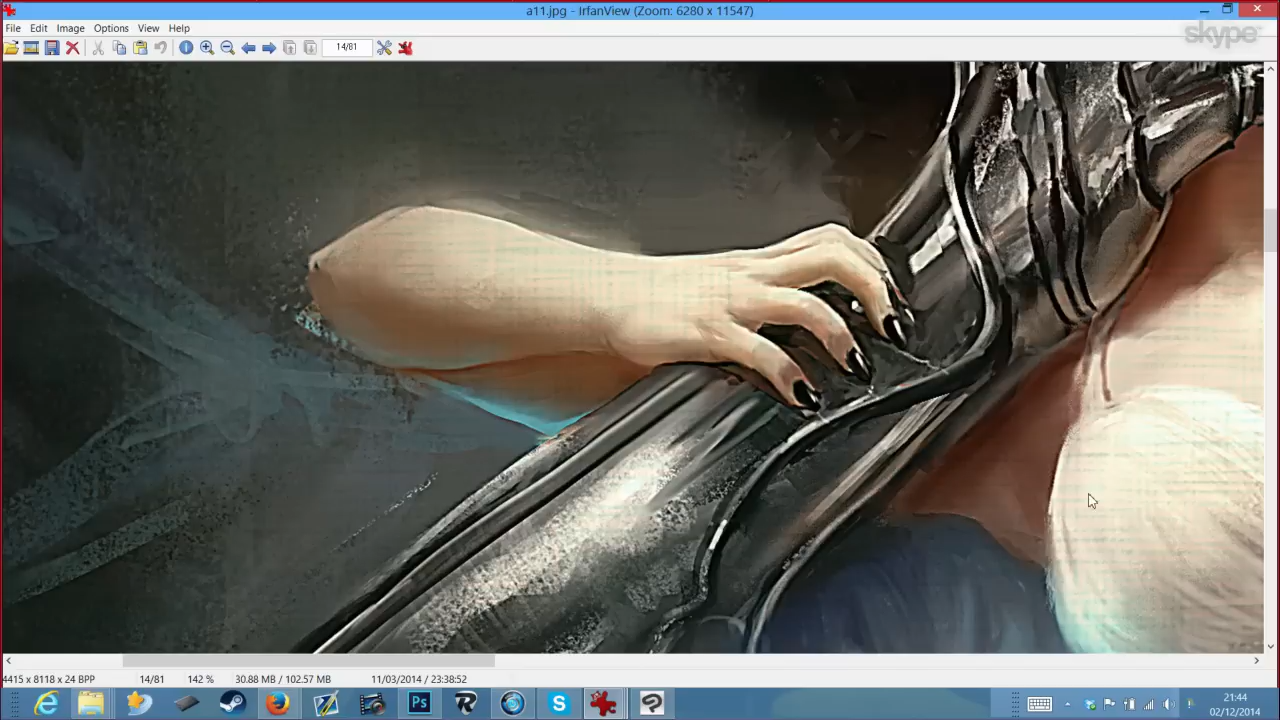 a11.jpg - IrfanView (Zoom: 6280 x 11547)
File Edit Image Options View Help
skype
14/81
4415 x 8118 x 24 BPP 14/81 142 % 30.88 MB / 102.57 MB 11/03/2014 / 23:38:52
Ps
S
21:44
02/12/2014